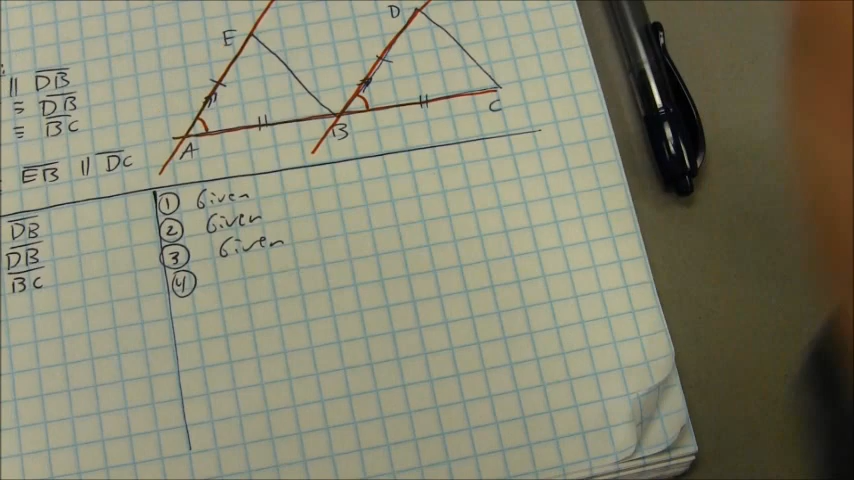 E
D
∥ DB
≅ DB
≅ BC
A
B
C
EB ∥ DC
DB
DB
BC
① Given
② Given
③ Given
④